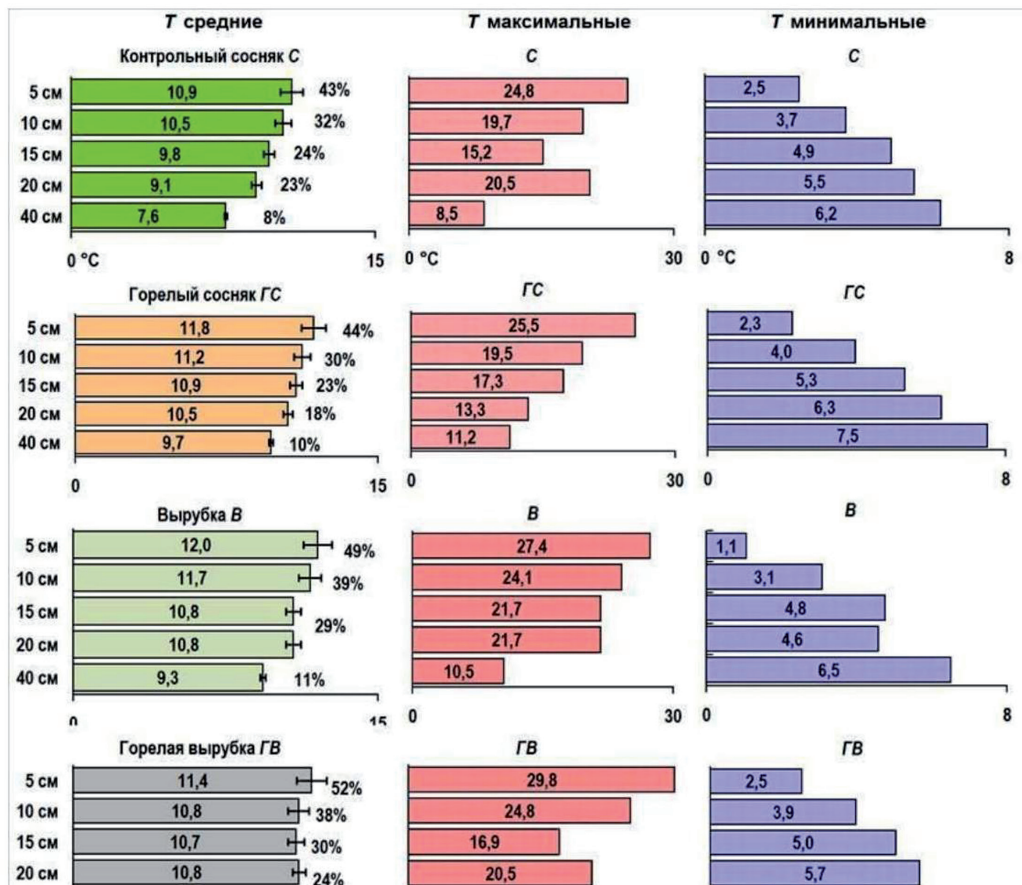 T средние
T максимальные
T минимальные
Контрольный сосняк С
С
С
5 см
10,9
43%
24,8
2,5
10 см
10,5
32%
19,7
3,7
15 см
9,8
24%
15,2
4,9
20 см
9,1
23%
20,5
5,5
40 см
7,6
8%
8,5
6,2
0 °C
15
0 °C
30
0
8
Горелый сосняк ГС
ГС
ГС
5 см
11,8
44%
25,5
2,3
10 см
11,2
30%
19,5
4,0
15 см
10,9
23%
17,3
5,3
20 см
10,5
18%
13,3
6,3
40 см
9,7
10%
11,2
7,5
0
15
0
30
0
8
Вырубка В
В
В
5 см
12,0
49%
27,4
1,1
10 см
11,7
39%
24,1
3,1
15 см
10,8
29%
21,7
4,8
20 см
10,8
21,7
4,6
40 см
9,3
11%
10,5
6,5
0
15
0
30
0
8
Горелая вырубка ГВ
ГВ
ГВ
5 см
11,4
52%
29,8
2,5
10 см
10,8
38%
24,8
3,9
15 см
10,7
30%
16,9
5,0
20 см
10,8
24%
20,5
5,7